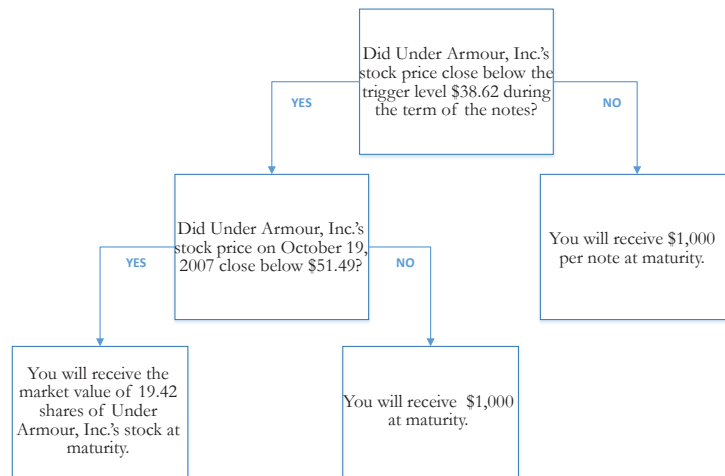 Did Under Armour, Inc.'s
stock price close below the
trigger level $38.62 during
the term of the notes?
YES
NO
Did Under Armour, Inc.'s
stock price on October 19,
2007 close below $51.49?
You will receive $1,000
per note at maturity.
YES
NO
You will receive the
market value of 19.42
shares of Under
Armour, Inc.'s stock at
maturity.
You will receive $1,000
at maturity.